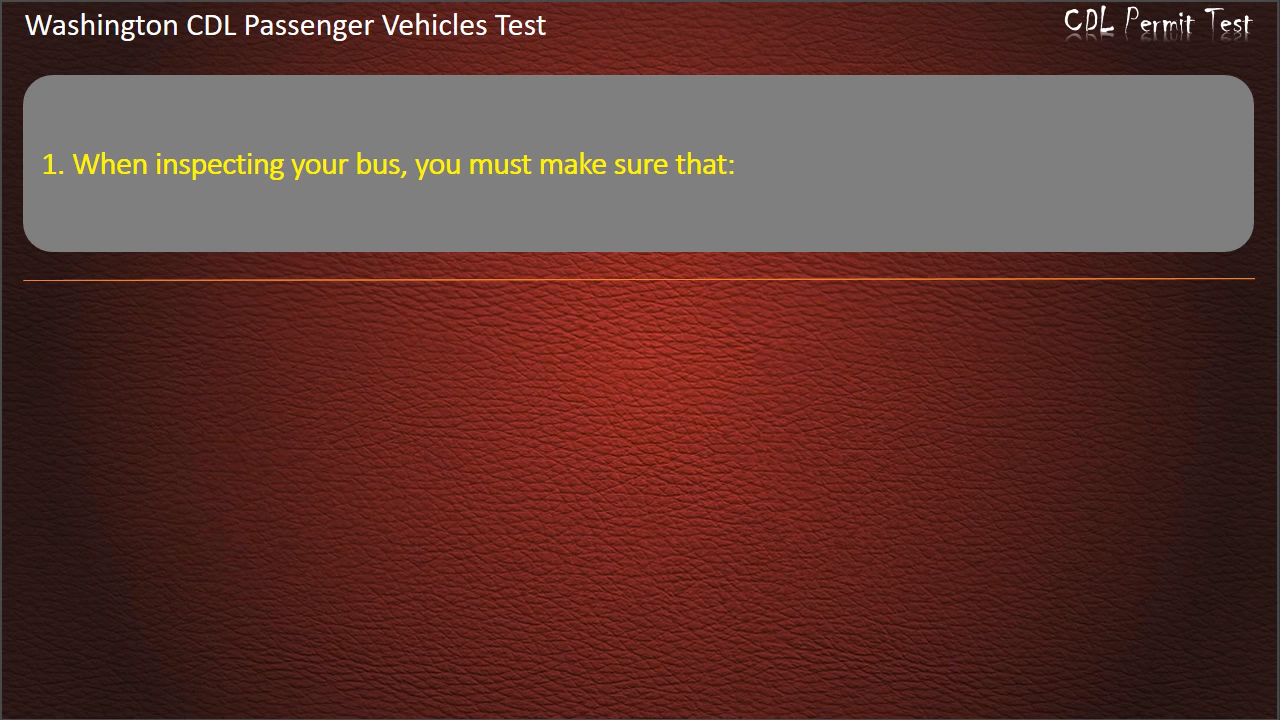 Washington CDL Passenger Vehicles Test
CDL Permit Test
1. When inspecting your bus, you must make sure that: